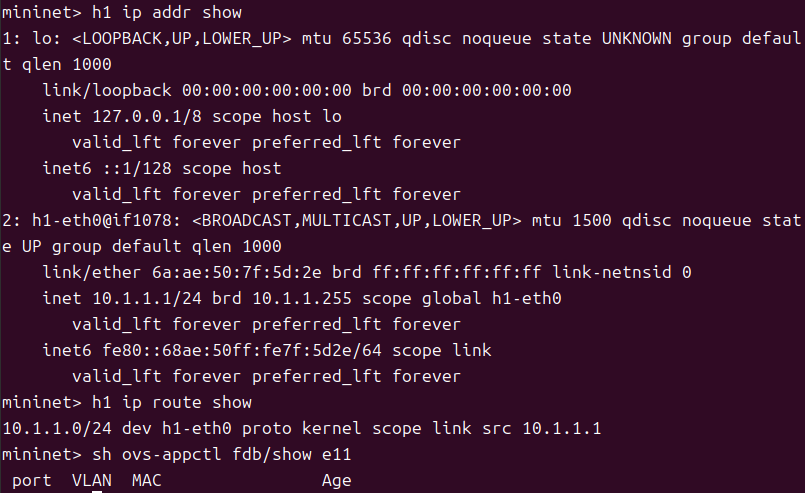 mininet> h1 ip addr show
1: lo: <LOOPBACK,UP,LOWER_UP> mtu 65536 qdisc noqueue state UNKNOWN group defaul
t qlen 1000
    link/loopback 00:00:00:00:00:00 brd 00:00:00:00:00:00
    inet 127.0.0.1/8 scope host lo
       valid_lft forever preferred_lft forever
    inet6 ::1/128 scope host
       valid_lft forever preferred_lft forever
2: h1-eth0@if1078: <BROADCAST,MULTICAST,UP,LOWER_UP> mtu 1500 qdisc noqueue stat
e UP group default qlen 1000
    link/ether 6a:ae:50:7f:5d:2e brd ff:ff:ff:ff:ff:ff link-netnsid 0
    inet 10.1.1.1/24 brd 10.1.1.255 scope global h1-eth0
       valid_lft forever preferred_lft forever
    inet6 fe80::68ae:50ff:fe7f:5d2e/64 scope link
       valid_lft forever preferred_lft forever
mininet> h1 ip route show
10.1.1.0/24 dev h1-eth0 proto kernel scope link src 10.1.1.1
mininet> sh ovs-appctl fdb/show e11
 port  VLAN  MAC                Age